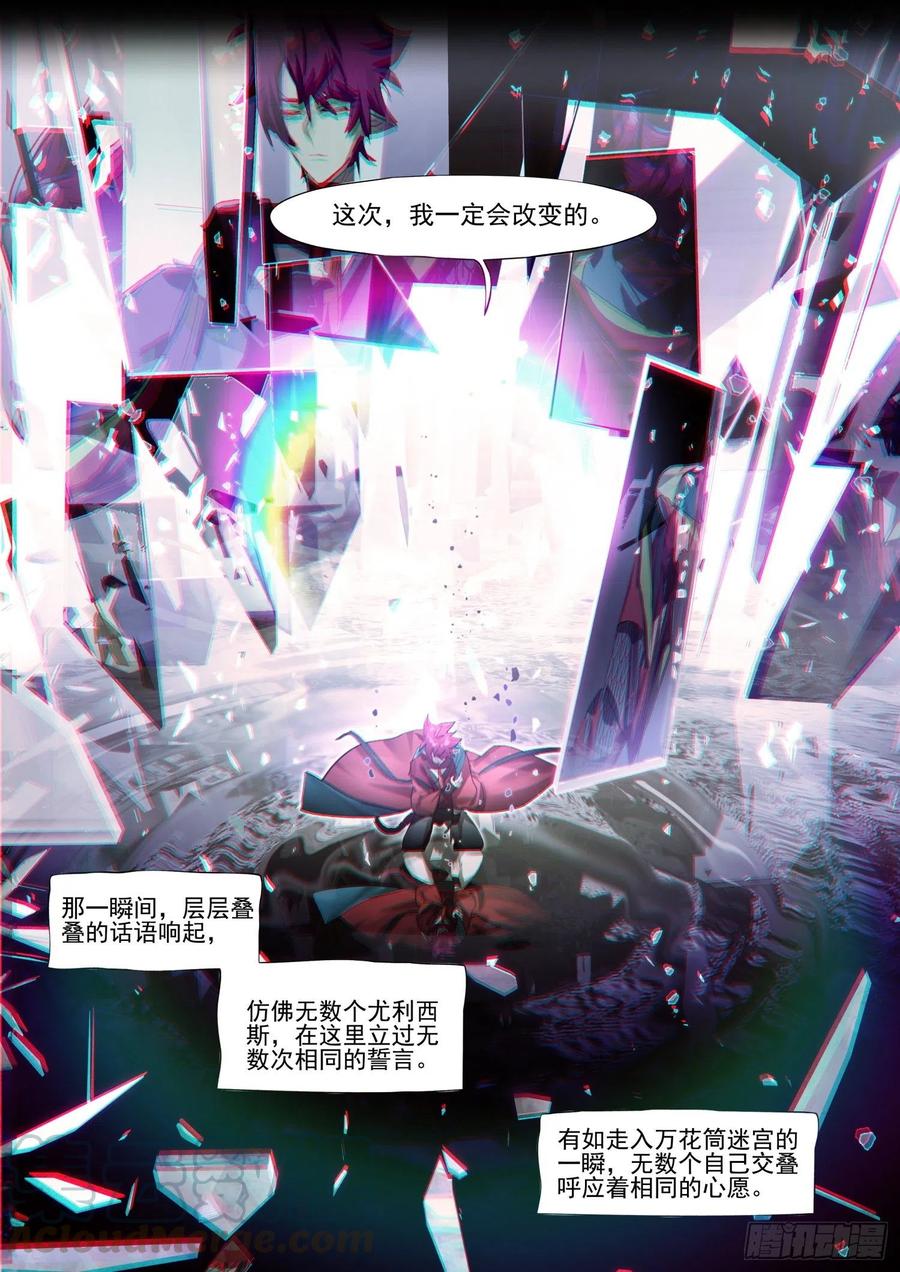 这次，我一定会改变的。
那一瞬间，层层叠
叠的话语响起，
仿佛无数个尤利西
斯，在这里立过无
数次相同的誓言。
有如走入万花筒迷宫的
一瞬，无数个自己交叠
呼应着相同的心愿。
腾讯动漫
aCloudMerge.com